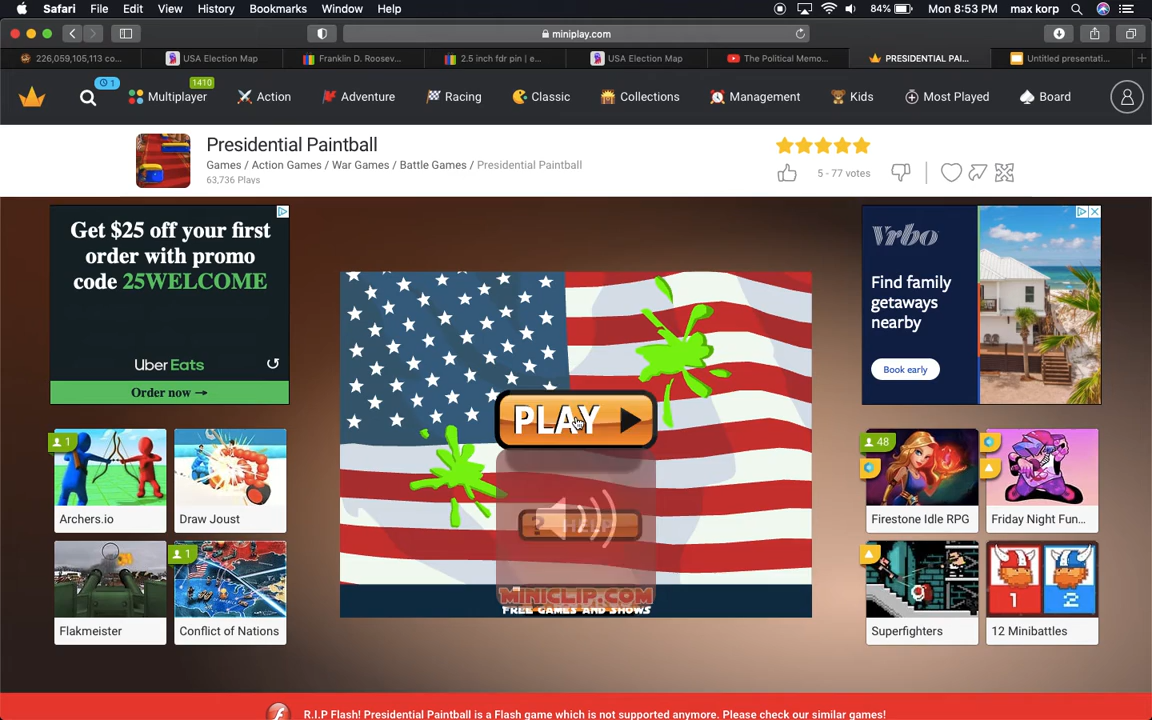 Safari File Edit View History Bookmarks Window Help 84% Mon 8:53 PM max korp
miniplay.com
226,059,105,113 co... USA Election Map Franklin D. Roosev... 2.5 inch fdr pin | e... USA Election Map The Political Memo... PRESIDENTIAL PAI... Untitled presentati...
1 Multiplayer 1410 Action Adventure Racing Classic Collections Management Kids Most Played Board
Presidential Paintball
Games / Action Games / War Games / Battle Games / Presidential Paintball
63,736 Plays
5 - 77 votes
Get $25 off your first
order with promo
code 25WELCOME
Uber Eats
Order now →
Vrbo
Find family
getaways
nearby
Book early
PLAY
? HELP
MINICLIP.COM
FREE GAMES AND SHOWS
1
Archers.io
Draw Joust
Flakmeister
1
Conflict of Nations
48
Firestone Idle RPG
Friday Night Fun...
Superfighters
1 2
12 Minibattles
R.I.P Flash! Presidential Paintball is a Flash game which is not supported anymore. Please check our similar games!